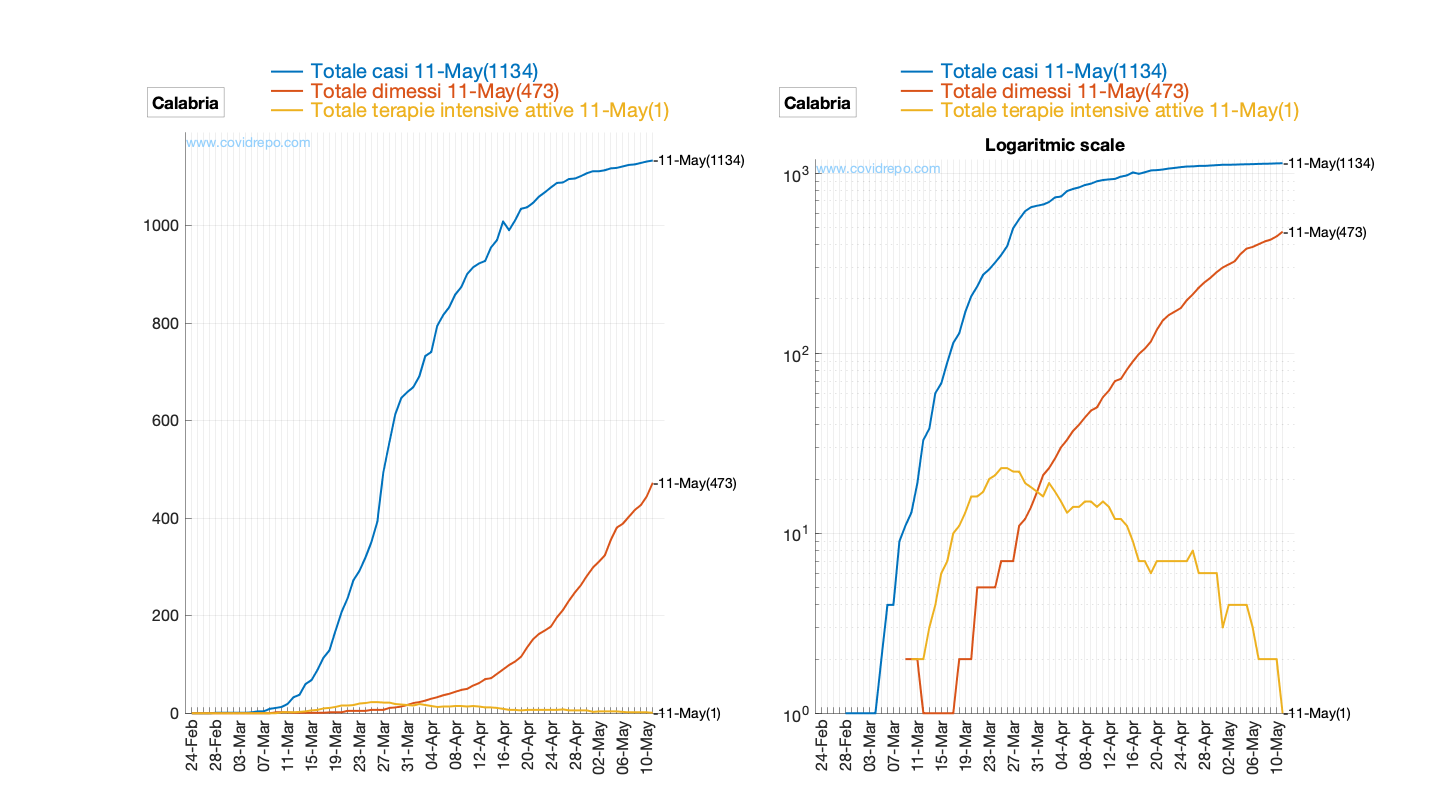 Totale casi 11-May(1134)
Totale dimessi 11-May(473)
Totale terapie intensive attive 11-May(1)
Calabria
www.covidrepo.com
11-May(1134)
1000
800
600
11-May(473)
400
200
0
11-May(1)
24-Feb
28-Feb
03-Mar
07-Mar
11-Mar
15-Mar
19-Mar
23-Mar
27-Mar
31-Mar
04-Apr
08-Apr
12-Apr
16-Apr
20-Apr
24-Apr
28-Apr
02-May
06-May
10-May
Totale casi 11-May(1134)
Totale dimessi 11-May(473)
Totale terapie intensive attive 11-May(1)
Calabria
Logaritmic scale
www.covidrepo.com
11-May(1134)
10³
11-May(473)
10²
10¹
10⁰
11-May(1)
24-Feb
28-Feb
03-Mar
07-Mar
11-Mar
15-Mar
19-Mar
23-Mar
27-Mar
31-Mar
04-Apr
08-Apr
12-Apr
16-Apr
20-Apr
24-Apr
28-Apr
02-May
06-May
10-May